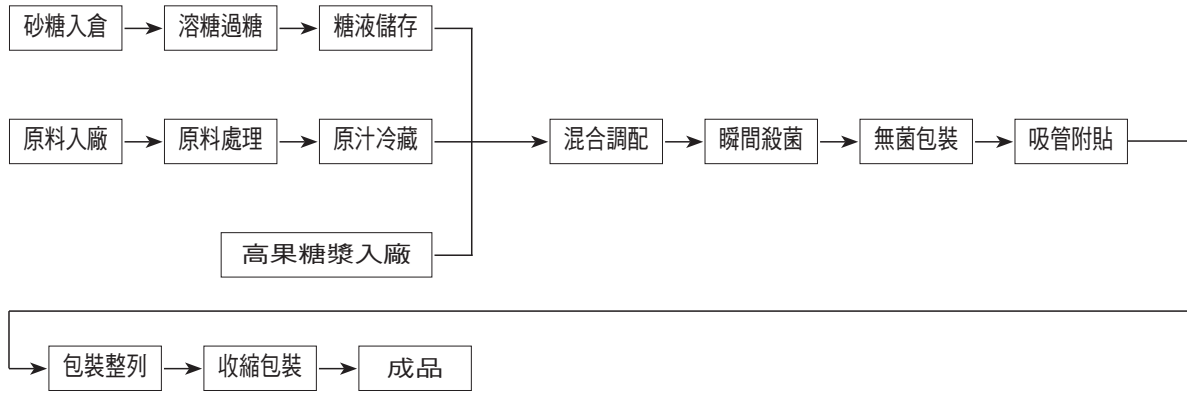 砂糖入倉 溶糖過糖 糖液儲存
原料入廠 原料處理 原汁冷藏 混合調配 瞬間殺菌 無菌包裝 吸管附貼
高果糖漿入廠
包裝整列 收縮包裝 成品